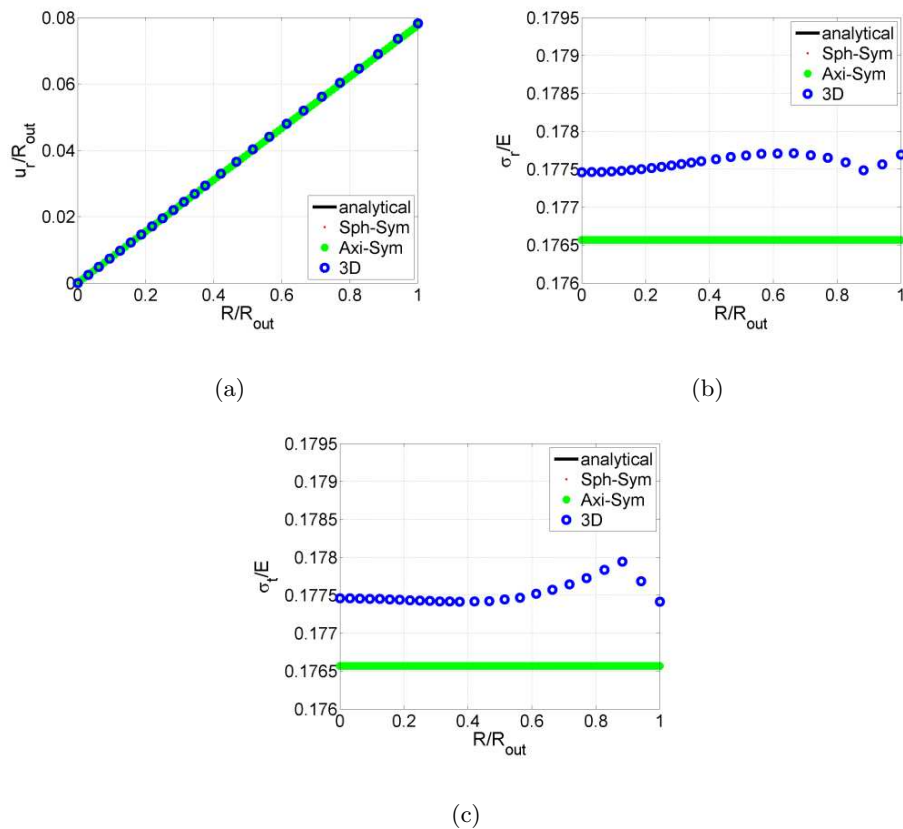 0.08
0.06
0.04
0.02
0
u_r/R_out
analytical
Sph-Sym
Axi-Sym
3D
0 0.2 0.4 0.6 0.8 1
R/R_out
(a)
0.1795
0.179
0.1785
0.178
0.1775
0.177
0.1765
0.176
σ_r/E
analytical
Sph-Sym
Axi-Sym
3D
0 0.2 0.4 0.6 0.8 1
R/R_out
(b)
0.1795
0.179
0.1785
0.178
0.1775
0.177
0.1765
0.176
σ_t/E
analytical
Sph-Sym
Axi-Sym
3D
0 0.2 0.4 0.6 0.8 1
R/R_out
(c)